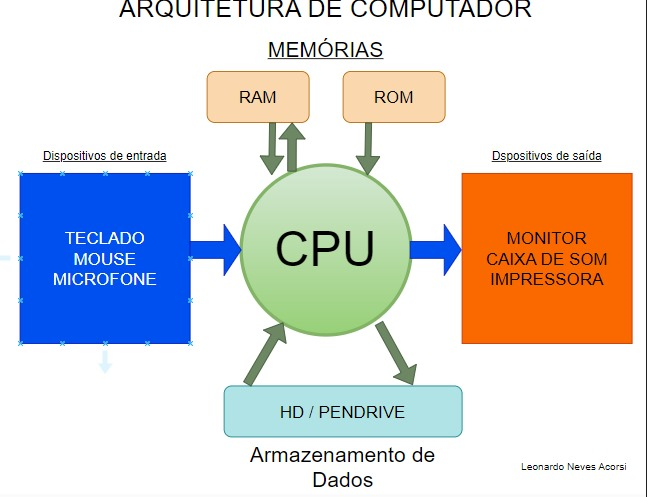 ARQUITETURA DE COMPUTADOR
MEMÓRIAS
RAM
ROM
Dispositivos de entrada
Dspositivos de saída
TECLADO
MOUSE
MICROFONE
CPU
MONITOR
CAIXA DE SOM
IMPRESSORA
HD / PENDRIVE
Armazenamento de
Dados
Leonardo Neves Acorsi